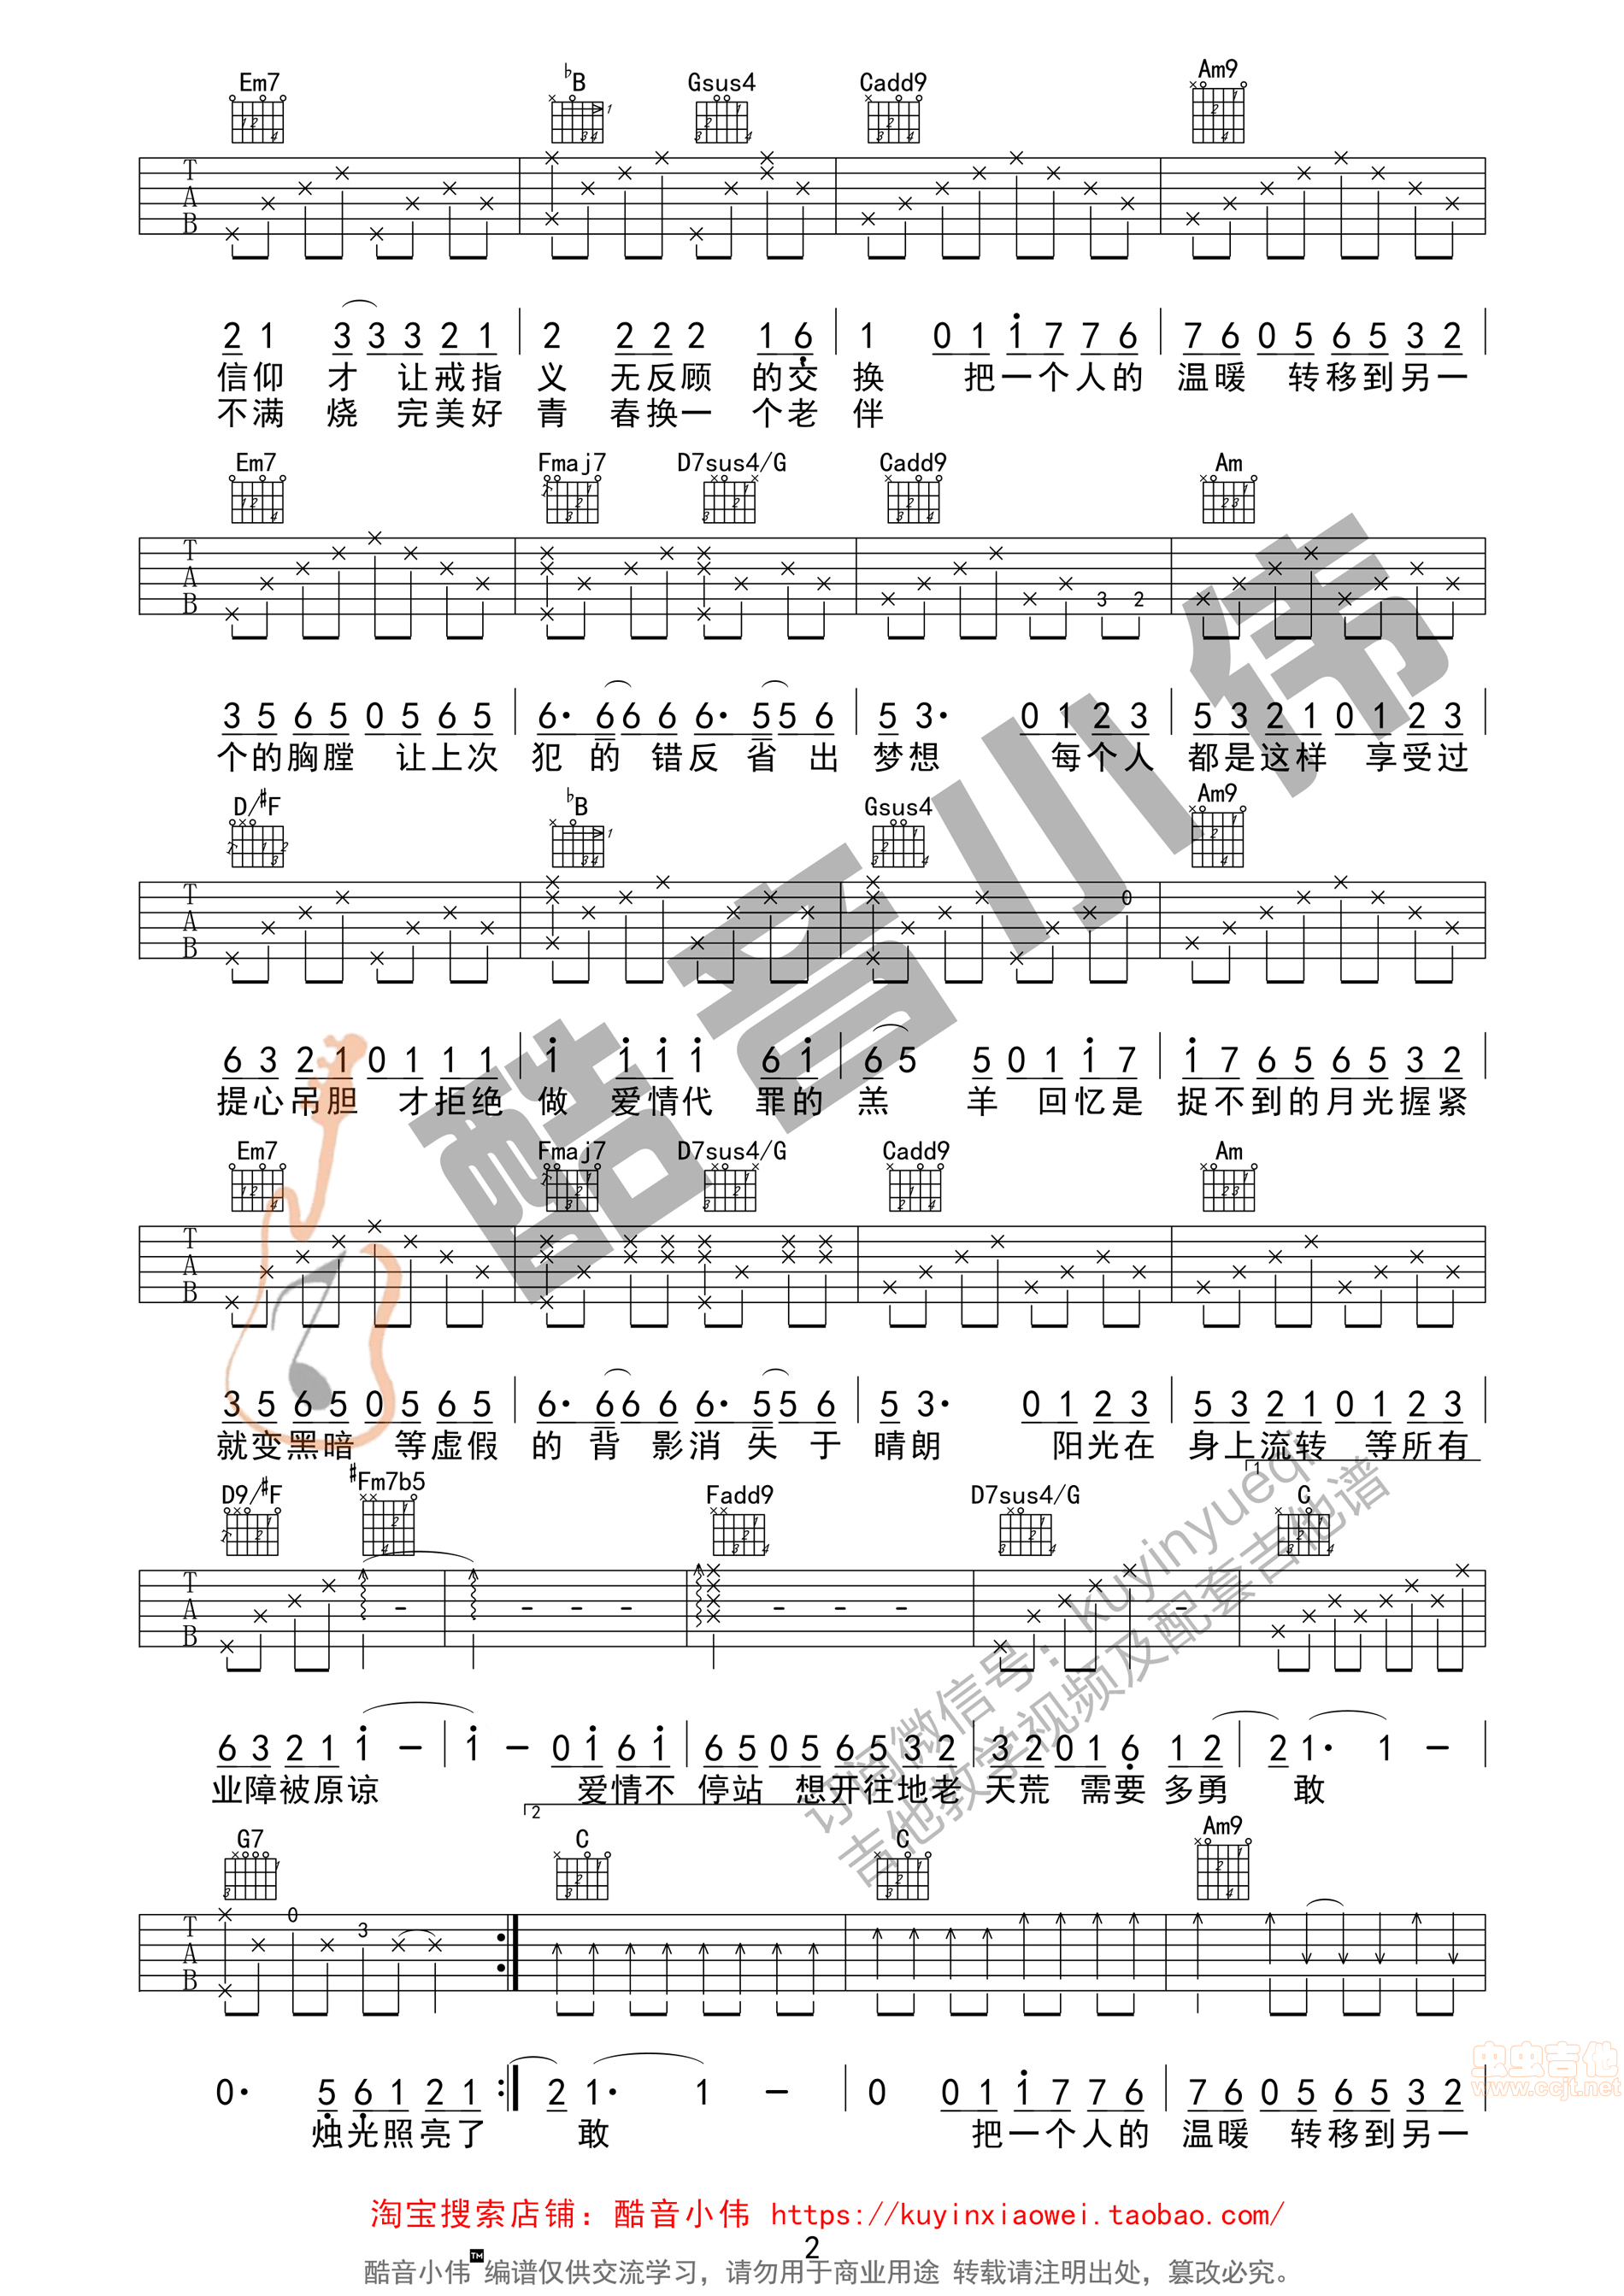 Em7 ♭B Gsus4 Cadd9 Am9
T A B
2 1 3 3 3 2 1 | 2 2 2 2 1 6 | 1 0 1 1 7 7 6 | 7 6 0 5 6 5 3 2 |
信仰 才 让戒指 义 无反顾 的交 换 把一个人的 温暖 转移到另一
不满 烧 完美好 青 春换一 个老 伴
Em7 Fmaj7 D7sus4/G Cadd9 Am
T A B 3 2
3 5 6 5 0 5 6 5 | 6· 6 6 6 6· 5 5 6 | 5 3· 0 1 2 3 | 5 3 2 1 0 1 2 3 |
个的胸膛 让上次 犯 的 错反 省 出 梦想 每个人 都是这样 享受过
D/♯F ♭B Gsus4 Am9
T A B 0
6 3 2 1 0 1 1 1 | 1 1 1 1 6 1 | 6 5 5 0 1 1 7 | 1 7 6 5 6 5 3 2 |
提心吊胆 才拒绝 做 爱情代 罪的 羔 羊 回忆是 捉不到的月光握紧
Em7 Fmaj7 D7sus4/G Cadd9 Am
T A B
3 5 6 5 0 5 6 5 | 6· 6 6 6 6· 5 5 6 | 5 3· 0 1 2 3 | 5 3 2 1 0 1 2 3 |
就变黑暗 等虚假 的 背 影消 失 于 晴朗 阳光在 身上流转 等所有
1
D9/♯F ♯Fm7b5 Fadd9 D7sus4/G C
T A B
6 3 2 1 1 – | 1 – 0 1 6 1 | 6 5 0 5 6 5 3 2 | 3 2 0 1 6 1 2 | 2 1· 1 – |
业障被原谅 爱情不 停站 想开往地老 天荒 需要 多勇 敢
2
G7 C C Am9
T A B 0 3
0· 5 6 1 2 1 :| 2 1· 1 – | 0 0 1 1 7 7 6 | 7 6 0 5 6 5 3 2 |
烛光照亮了 敢 把一个人的 温暖 转移到另一
酷音小伟
订阅微信号：kuyinyueqi
吉他教学视频及配套吉他谱
虫虫吉他
www.ccjt.net
淘宝搜索店铺：酷音小伟 https://kuyinxiaowei.taobao.com/
2
酷音小伟™编谱仅供交流学习，请勿用于商业用途 转载请注明出处，篡改必究。